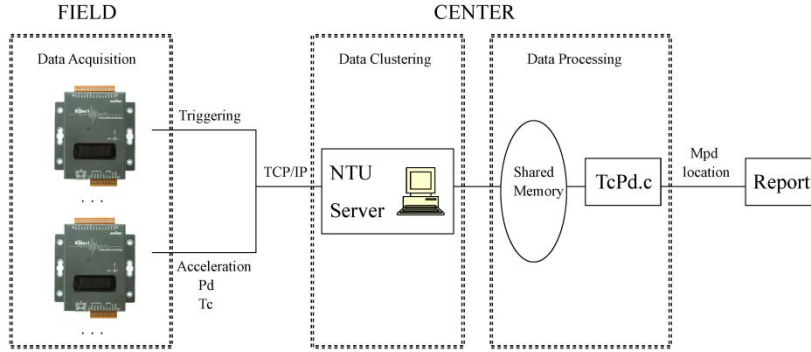 FIELD
CENTER
Data Acquisition
Data Clustering
Data Processing
Triggering
TCP/IP
NTU
Server
Shared
Memory
TcPd.c
Mpd
location
Report
. . .
Acceleration
Pd
Tc
. . .